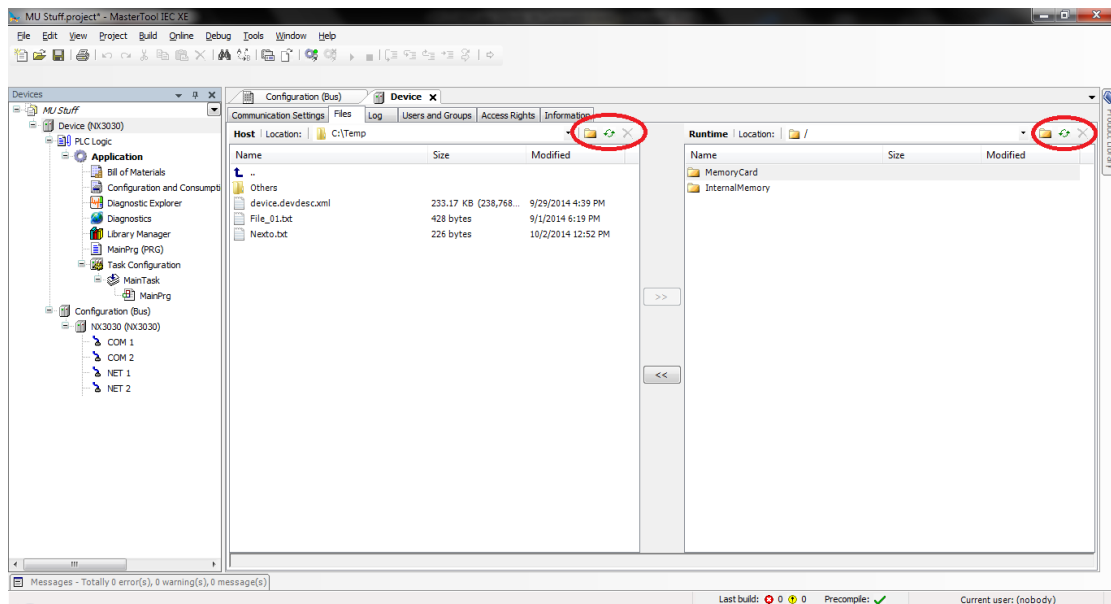 MU Stuff.project* - MasterTool IEC XE
File Edit View Project Build Online Debug Tools Window Help
Devices
MU Stuff
Device (NX3030)
PLC Logic
Application
Bill of Materials
Configuration and Consumpti
Diagnostic Explorer
Diagnostics
Library Manager
MainPrg (PRG)
Task Configuration
MainTask
MainPrg
Configuration (Bus)
NX3030 (NX3030)
COM 1
COM 2
NET 1
NET 2
Configuration (Bus) Device
Communication Settings Files Log Users and Groups Access Rights Information
Host Location: C:\Temp
Name Size Modified
..
Others
device.devdesc.xml 233.17 KB (238,768... 9/29/2014 4:39 PM
File_01.txt 428 bytes 9/1/2014 6:19 PM
Nexto.txt 226 bytes 10/2/2014 12:52 PM
>>
<<
Runtime Location: /
Name Size Modified
MemoryCard
InternalMemory
Product Library
Messages - Totally 0 error(s), 0 warning(s), 0 message(s)
Last build: 0 0 Precompile: Current user: (nobody)